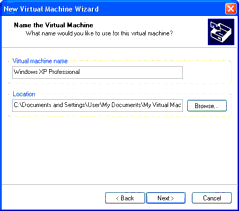 New Virtual Machine Wizard
Name the Virtual Machine
What name would you like to use for this virtual machine?
Virtual machine name
Windows XP Professional
Location
C:\Documents and Settings\User\My Documents\My Virtual Mac
Browse...
< Back
Next >
Cancel